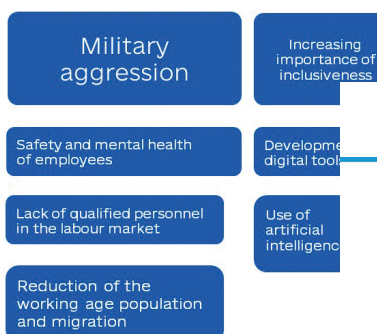 Military
aggression
Increasing
importance of
inclusiveness
Safety and mental health
of employees
Developme
digital tool
Lack of qualified personnel
in the labour market
Use of
artificial
intelligenc
Reduction of the
working age population
and migration